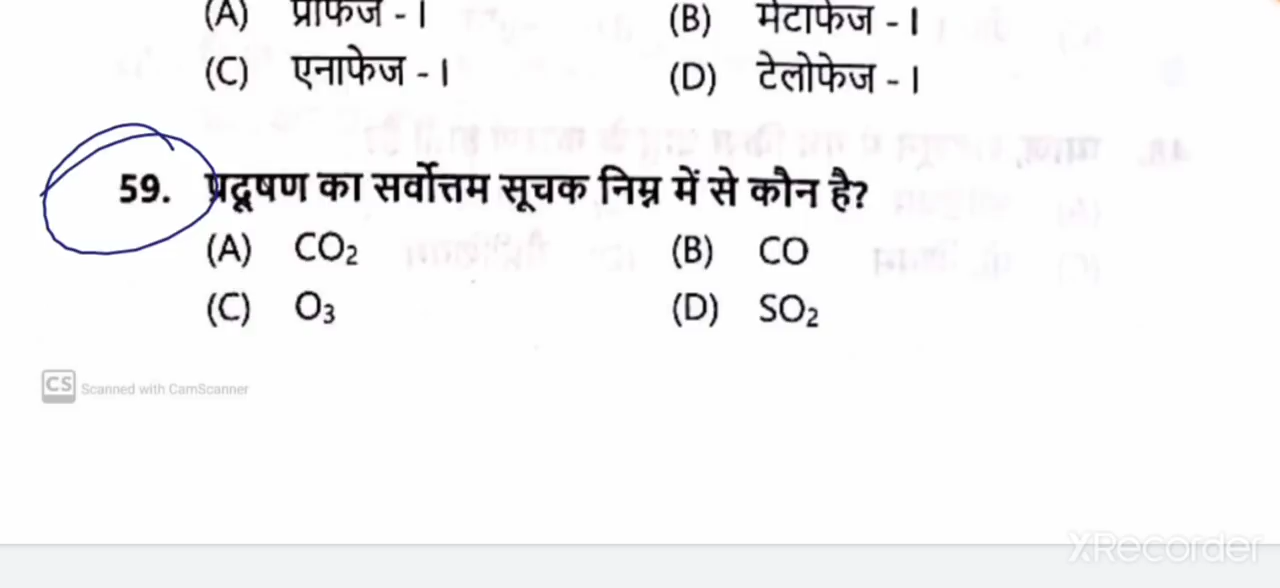 (A) प्रोफेज - I (B) मेटाफेज - I
(C) एनाफेज - I (D) टेलोफेज - I
59. प्रदूषण का सर्वोत्तम सूचक निम्न में से कौन है?
(A) CO₂ (B) CO
(C) O₃ (D) SO₂
CS Scanned with CamScanner
XRecorder